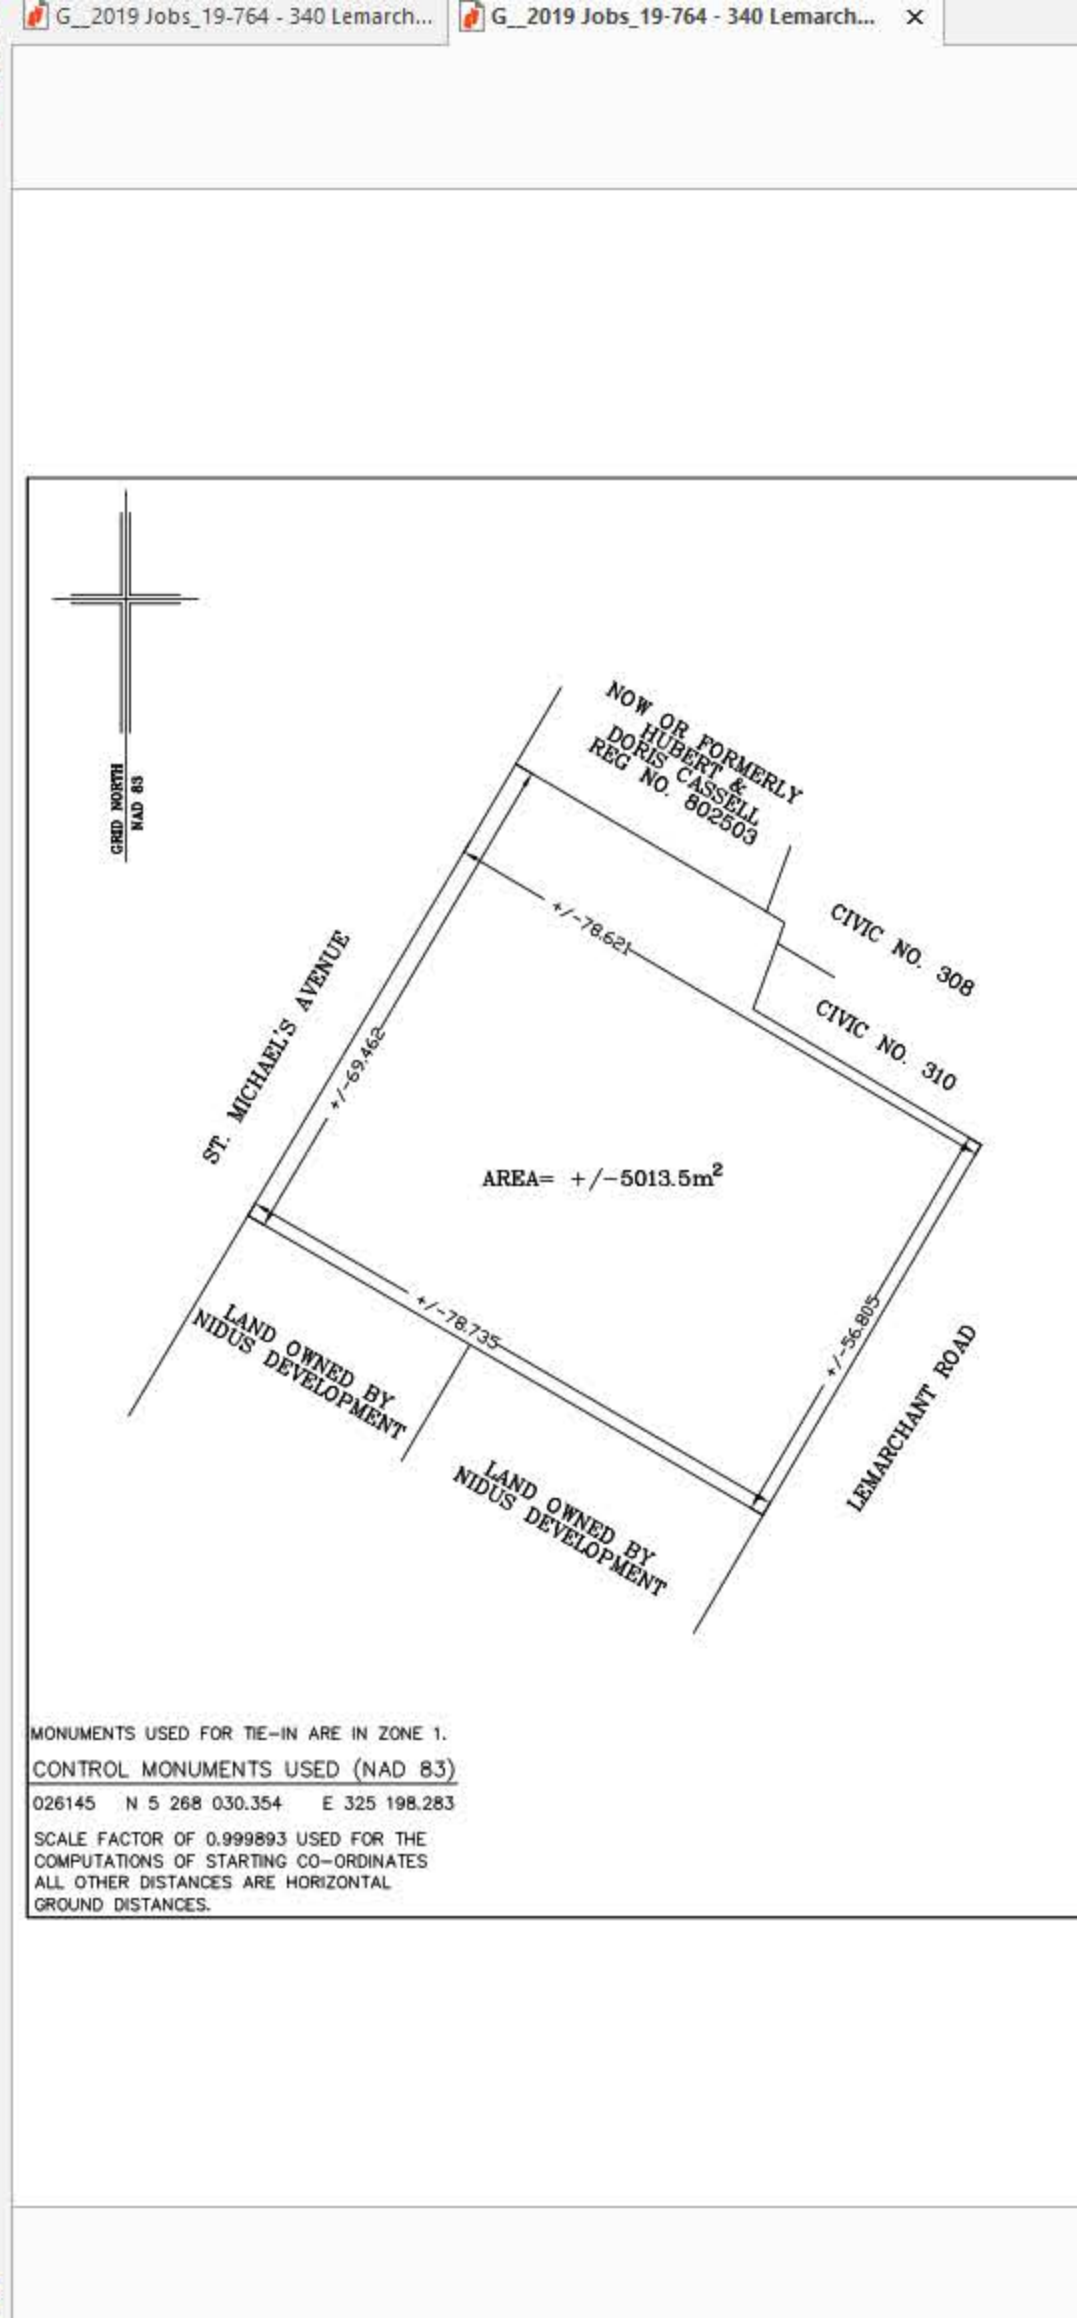 G__2019 Jobs_19-764 - 340 Lemarch...
G__2019 Jobs_19-764 - 340 Lemarch...
GRID NORTH
NAD 83
NOW OR FORMERLY
HUBERT &
DORIS CASSELL
REG NO. 802503
CIVIC NO. 308
CIVIC NO. 310
+/-78.621
ST. MICHAEL'S AVENUE
+/-69.462
AREA= +/-5013.5m²
+/-78.735
+/-56.805
LEMARCHANT ROAD
LAND OWNED BY
NIDUS DEVELOPMENT
LAND OWNED BY
NIDUS DEVELOPMENT
MONUMENTS USED FOR TIE-IN ARE IN ZONE 1.
CONTROL MONUMENTS USED (NAD 83)
026145 N 5 268 030.354 E 325 198.283
SCALE FACTOR OF 0.999893 USED FOR THE
COMPUTATIONS OF STARTING CO-ORDINATES
ALL OTHER DISTANCES ARE HORIZONTAL
GROUND DISTANCES.